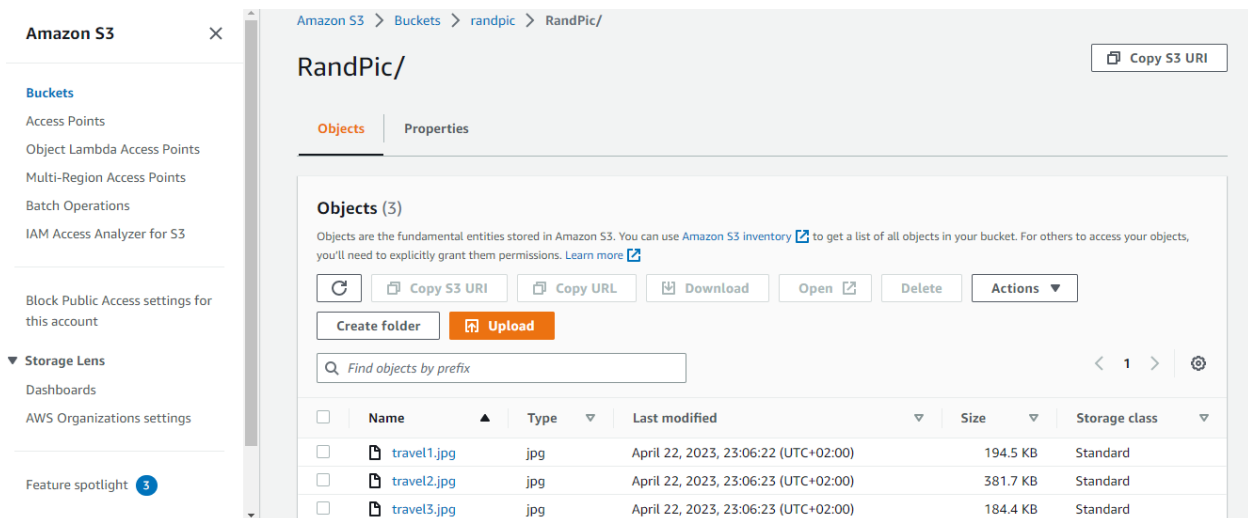 Amazon S3
Buckets
Access Points
Object Lambda Access Points
Multi-Region Access Points
Batch Operations
IAM Access Analyzer for S3
Block Public Access settings for
this account
Storage Lens
Dashboards
AWS Organizations settings
Feature spotlight 3
Amazon S3 > Buckets > randpic > RandPic/
RandPic/
Copy S3 URI
Objects Properties
Objects (3)
Objects are the fundamental entities stored in Amazon S3. You can use Amazon S3 inventory to get a list of all objects in your bucket. For others to access your objects,
you'll need to explicitly grant them permissions. Learn more
Copy S3 URI Copy URL Download Open Delete Actions
Create folder Upload
Find objects by prefix
< 1 >
Name Type Last modified Size Storage class
travel1.jpg jpg April 22, 2023, 23:06:22 (UTC+02:00) 194.5 KB Standard
travel2.jpg jpg April 22, 2023, 23:06:23 (UTC+02:00) 381.7 KB Standard
travel3.jpg jpg April 22, 2023, 23:06:23 (UTC+02:00) 184.4 KB Standard